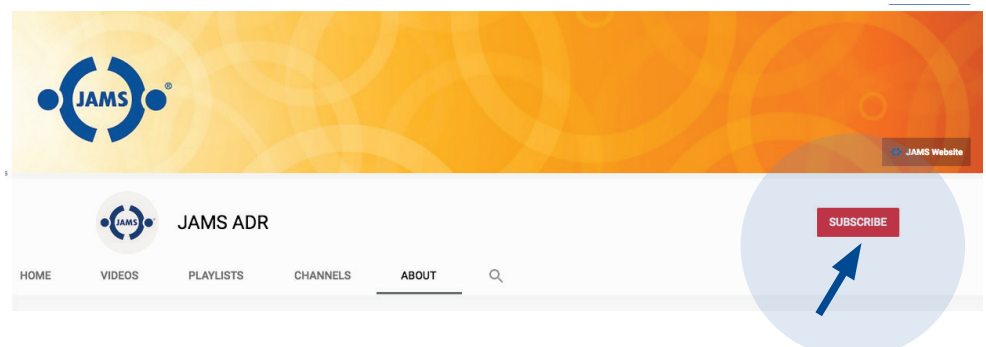 JAMS®
JAMS Website
JAMS
JAMS ADR
SUBSCRIBE
HOME VIDEOS PLAYLISTS CHANNELS ABOUT